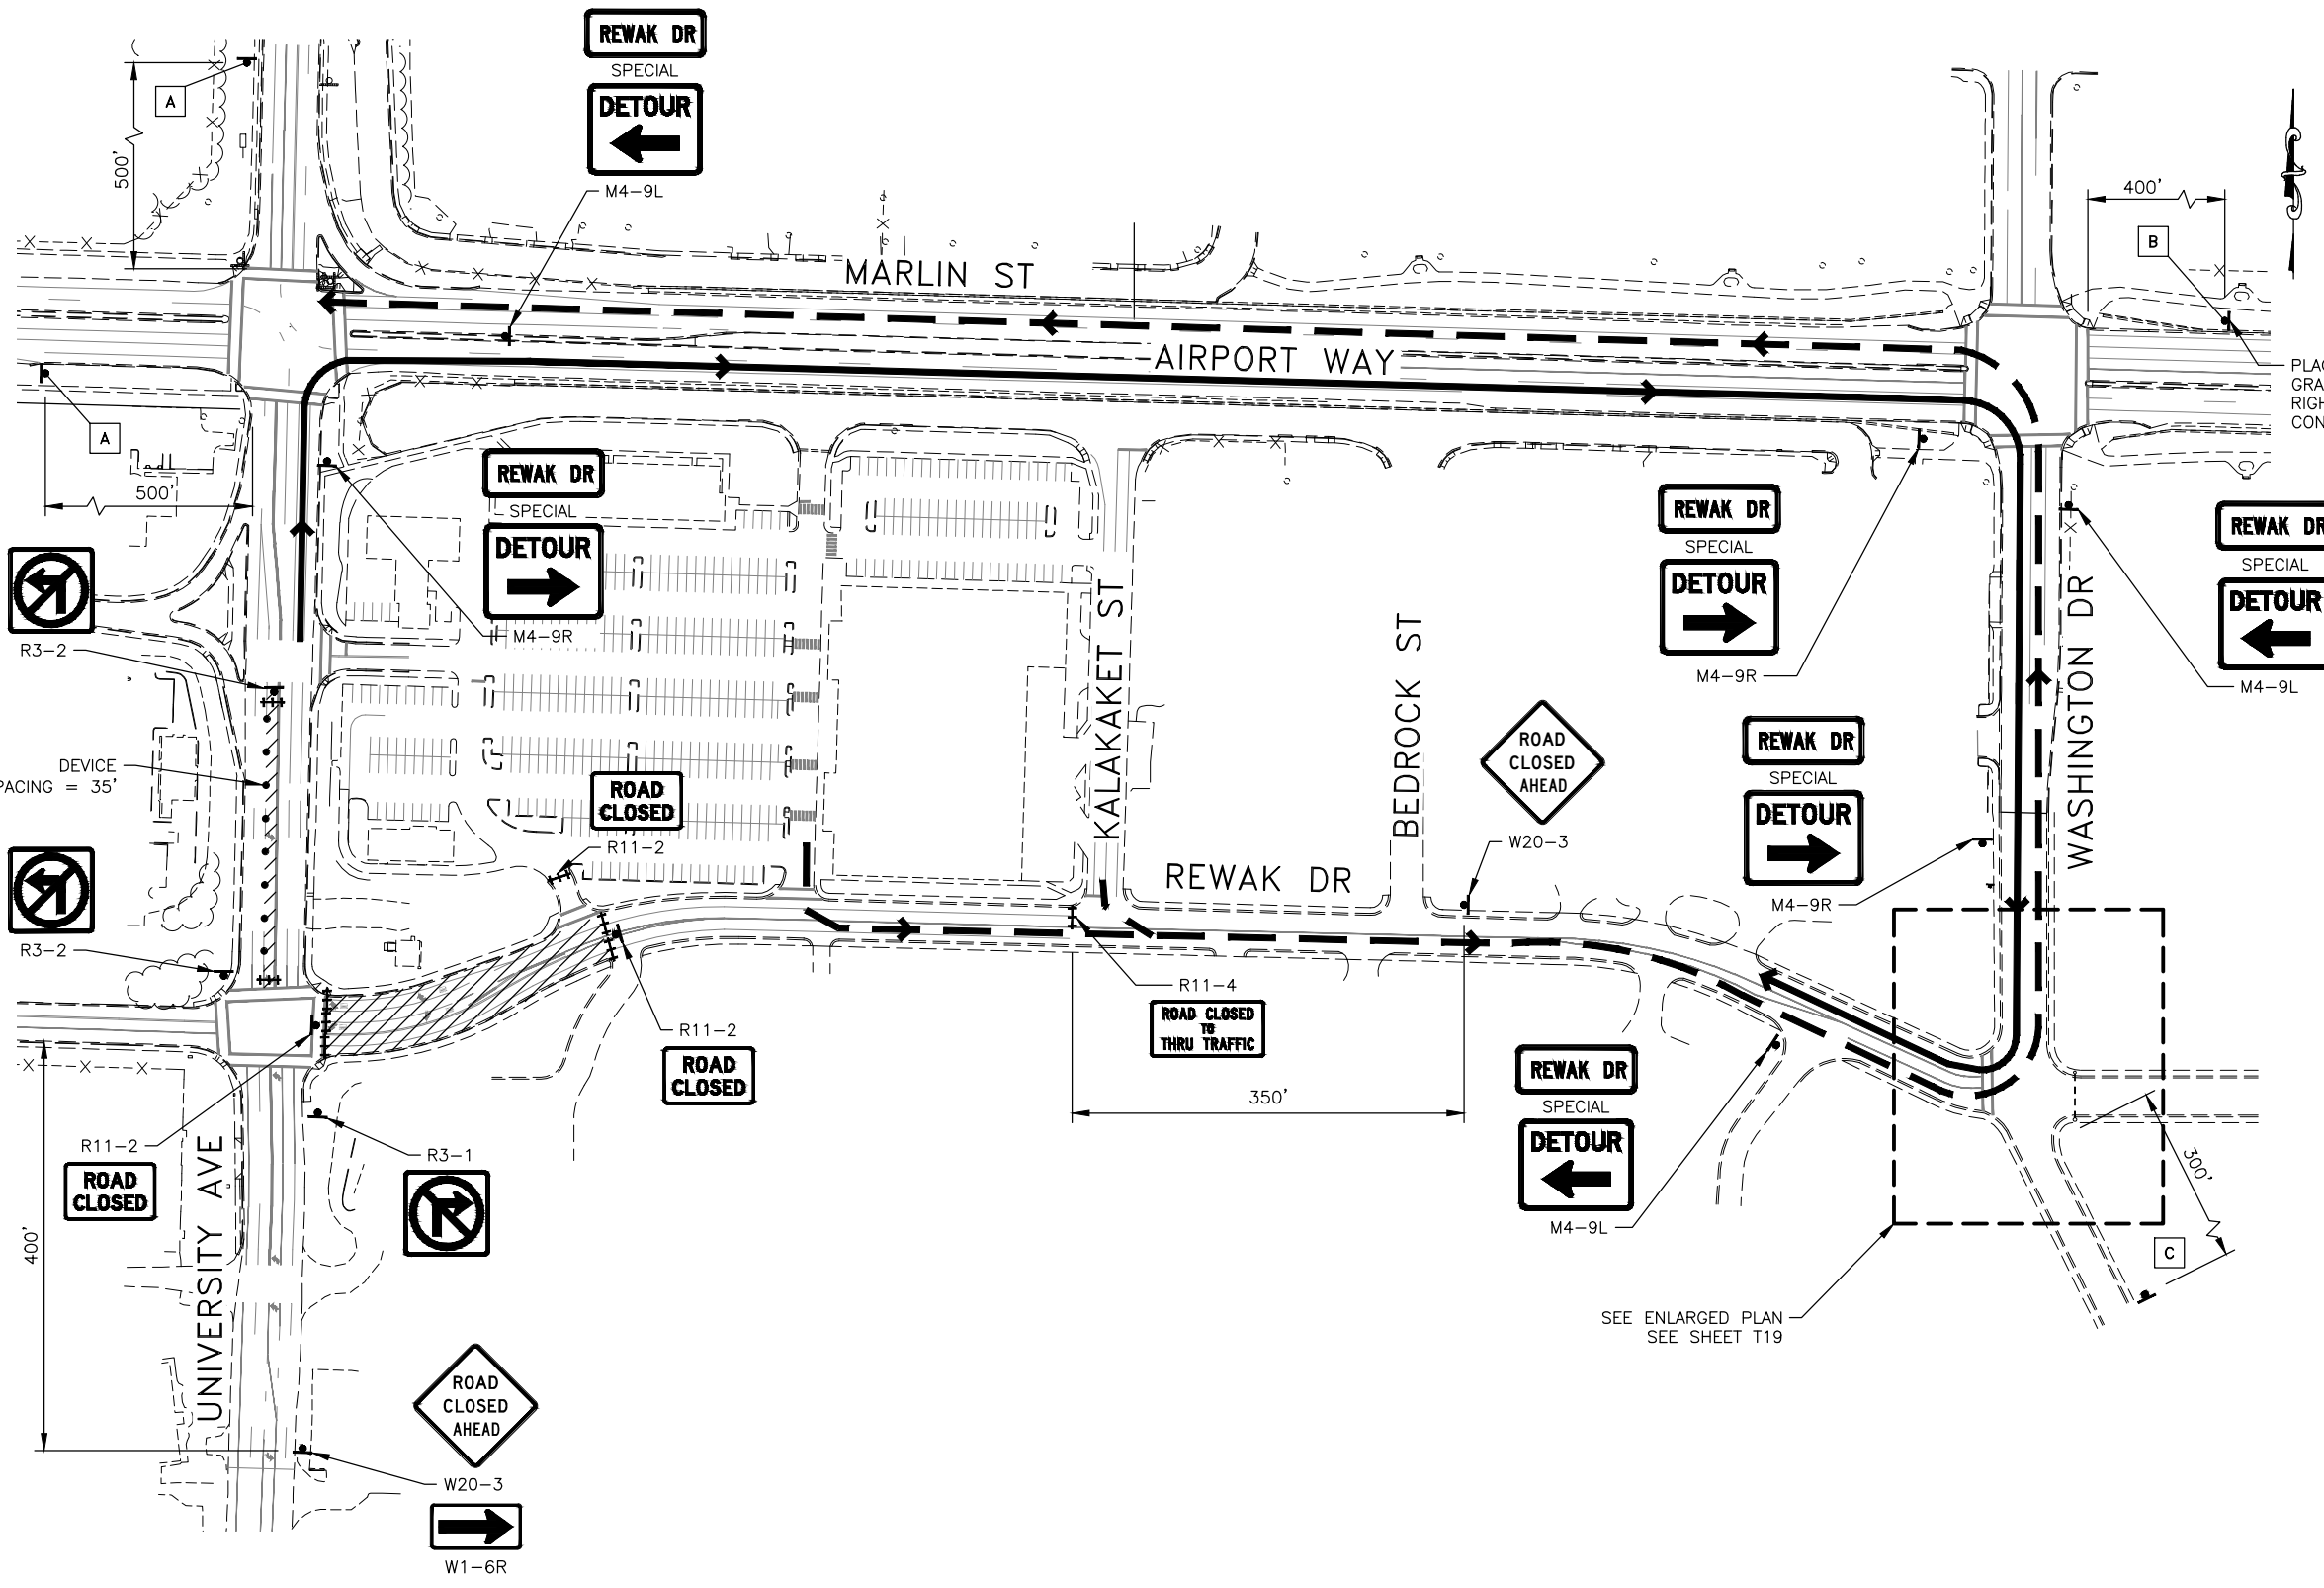 REWAK DR
SPECIAL
DETOUR
M4-9L
A
500'
MARLIN ST
400'
B
AIRPORT WAY
A
500'
REWAK DR
SPECIAL
DETOUR
M4-9R
REWAK DR
SPECIAL
DETOUR
M4-9R
REWAK DR
SPECIAL
DETOUR
M4-9L
R3-2
DEVICE
PACING = 35'
R3-2
ROAD
CLOSED
R11-2
KALAKAKET ST
BEDROCK ST
ROAD
CLOSED
AHEAD
W20-3
REWAK DR
SPECIAL
DETOUR
M4-9R
WASHINGTON DR
REWAK DR
R11-2
ROAD
CLOSED
R11-4
ROAD CLOSED
TO
THRU TRAFFIC
350'
REWAK DR
SPECIAL
DETOUR
M4-9L
300'
C
SEE ENLARGED PLAN
SEE SHEET T19
R11-2
ROAD
CLOSED
R3-1
400'
UNIVERSITY AVE
ROAD
CLOSED
AHEAD
W20-3
W1-6R